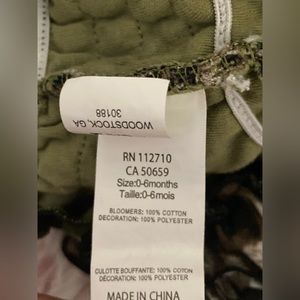 WOODSTOCK, GA
30188
RN 112710
CA 50659
Size:0-6months
Taille:0-6mois
BLOOMERS: 100% COTTON
DECORATION: 100% POLYESTER
CULOTTE BOUFFANTE: 100% COTON
DÉCORATION: 100% POLYESTER
MADE IN CHINA